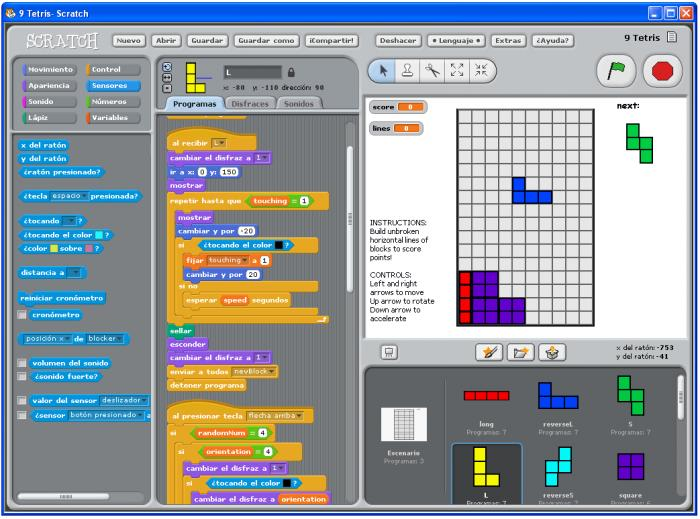 9 Tetris- Scratch
SCRATCH
Nuevo Abrir Guardar Guardar como ¡Compartir! Deshacer • Lenguaje • Extras ¿Ayuda? 9 Tetris
Movimiento Control
Apariencia Sensores
Sonido Números
Lápiz Variables
x del ratón
y del ratón
¿ratón presionado?
¿tecla espacio presionada?
¿tocando ?
¿tocando el color ?
¿color sobre ?
distancia a
reiniciar cronómetro
cronómetro
posición x de blocker
volumen del sonido
¿sonido fuerte?
valor del sensor deslizador
¿sensor botón presionado a
L
x: -80 y: -110 dirección: 90
Programas Disfraces Sonidos
al recibir L
cambiar el disfraz a 1
ir a x: 0 y: 150
mostrar
repetir hasta que touching = 1
mostrar
cambiar y por -20
si ¿tocando el color ?
fijar touching a 1
cambiar y por 20
si no
esperar speed segundos
sellar
esconder
cambiar el disfraz a 1
enviar a todos newBlock
detener programa
al presionar tecla flecha arriba
si randomNum = 4
si orientation = 4
cambiar el disfraz a 1
si ¿tocando el color ?
cambiar el disfraz a orientation
score 0
lines 0
next:
INSTRUCTIONS:
Build unbroken
horizontal lines of
blocks to score
points!
CONTROLS:
Left and right
arrows to move
Up arrow to rotate
Down arrow to
accelerate
x del ratón: -753
y del ratón: -41
Escenario
Programas: 3
long
Programas: 7
reverseL
Programas: 7
S
Programas: 7
L
Programas: 7
reverseS
Programas: 7
square
Programas: 6